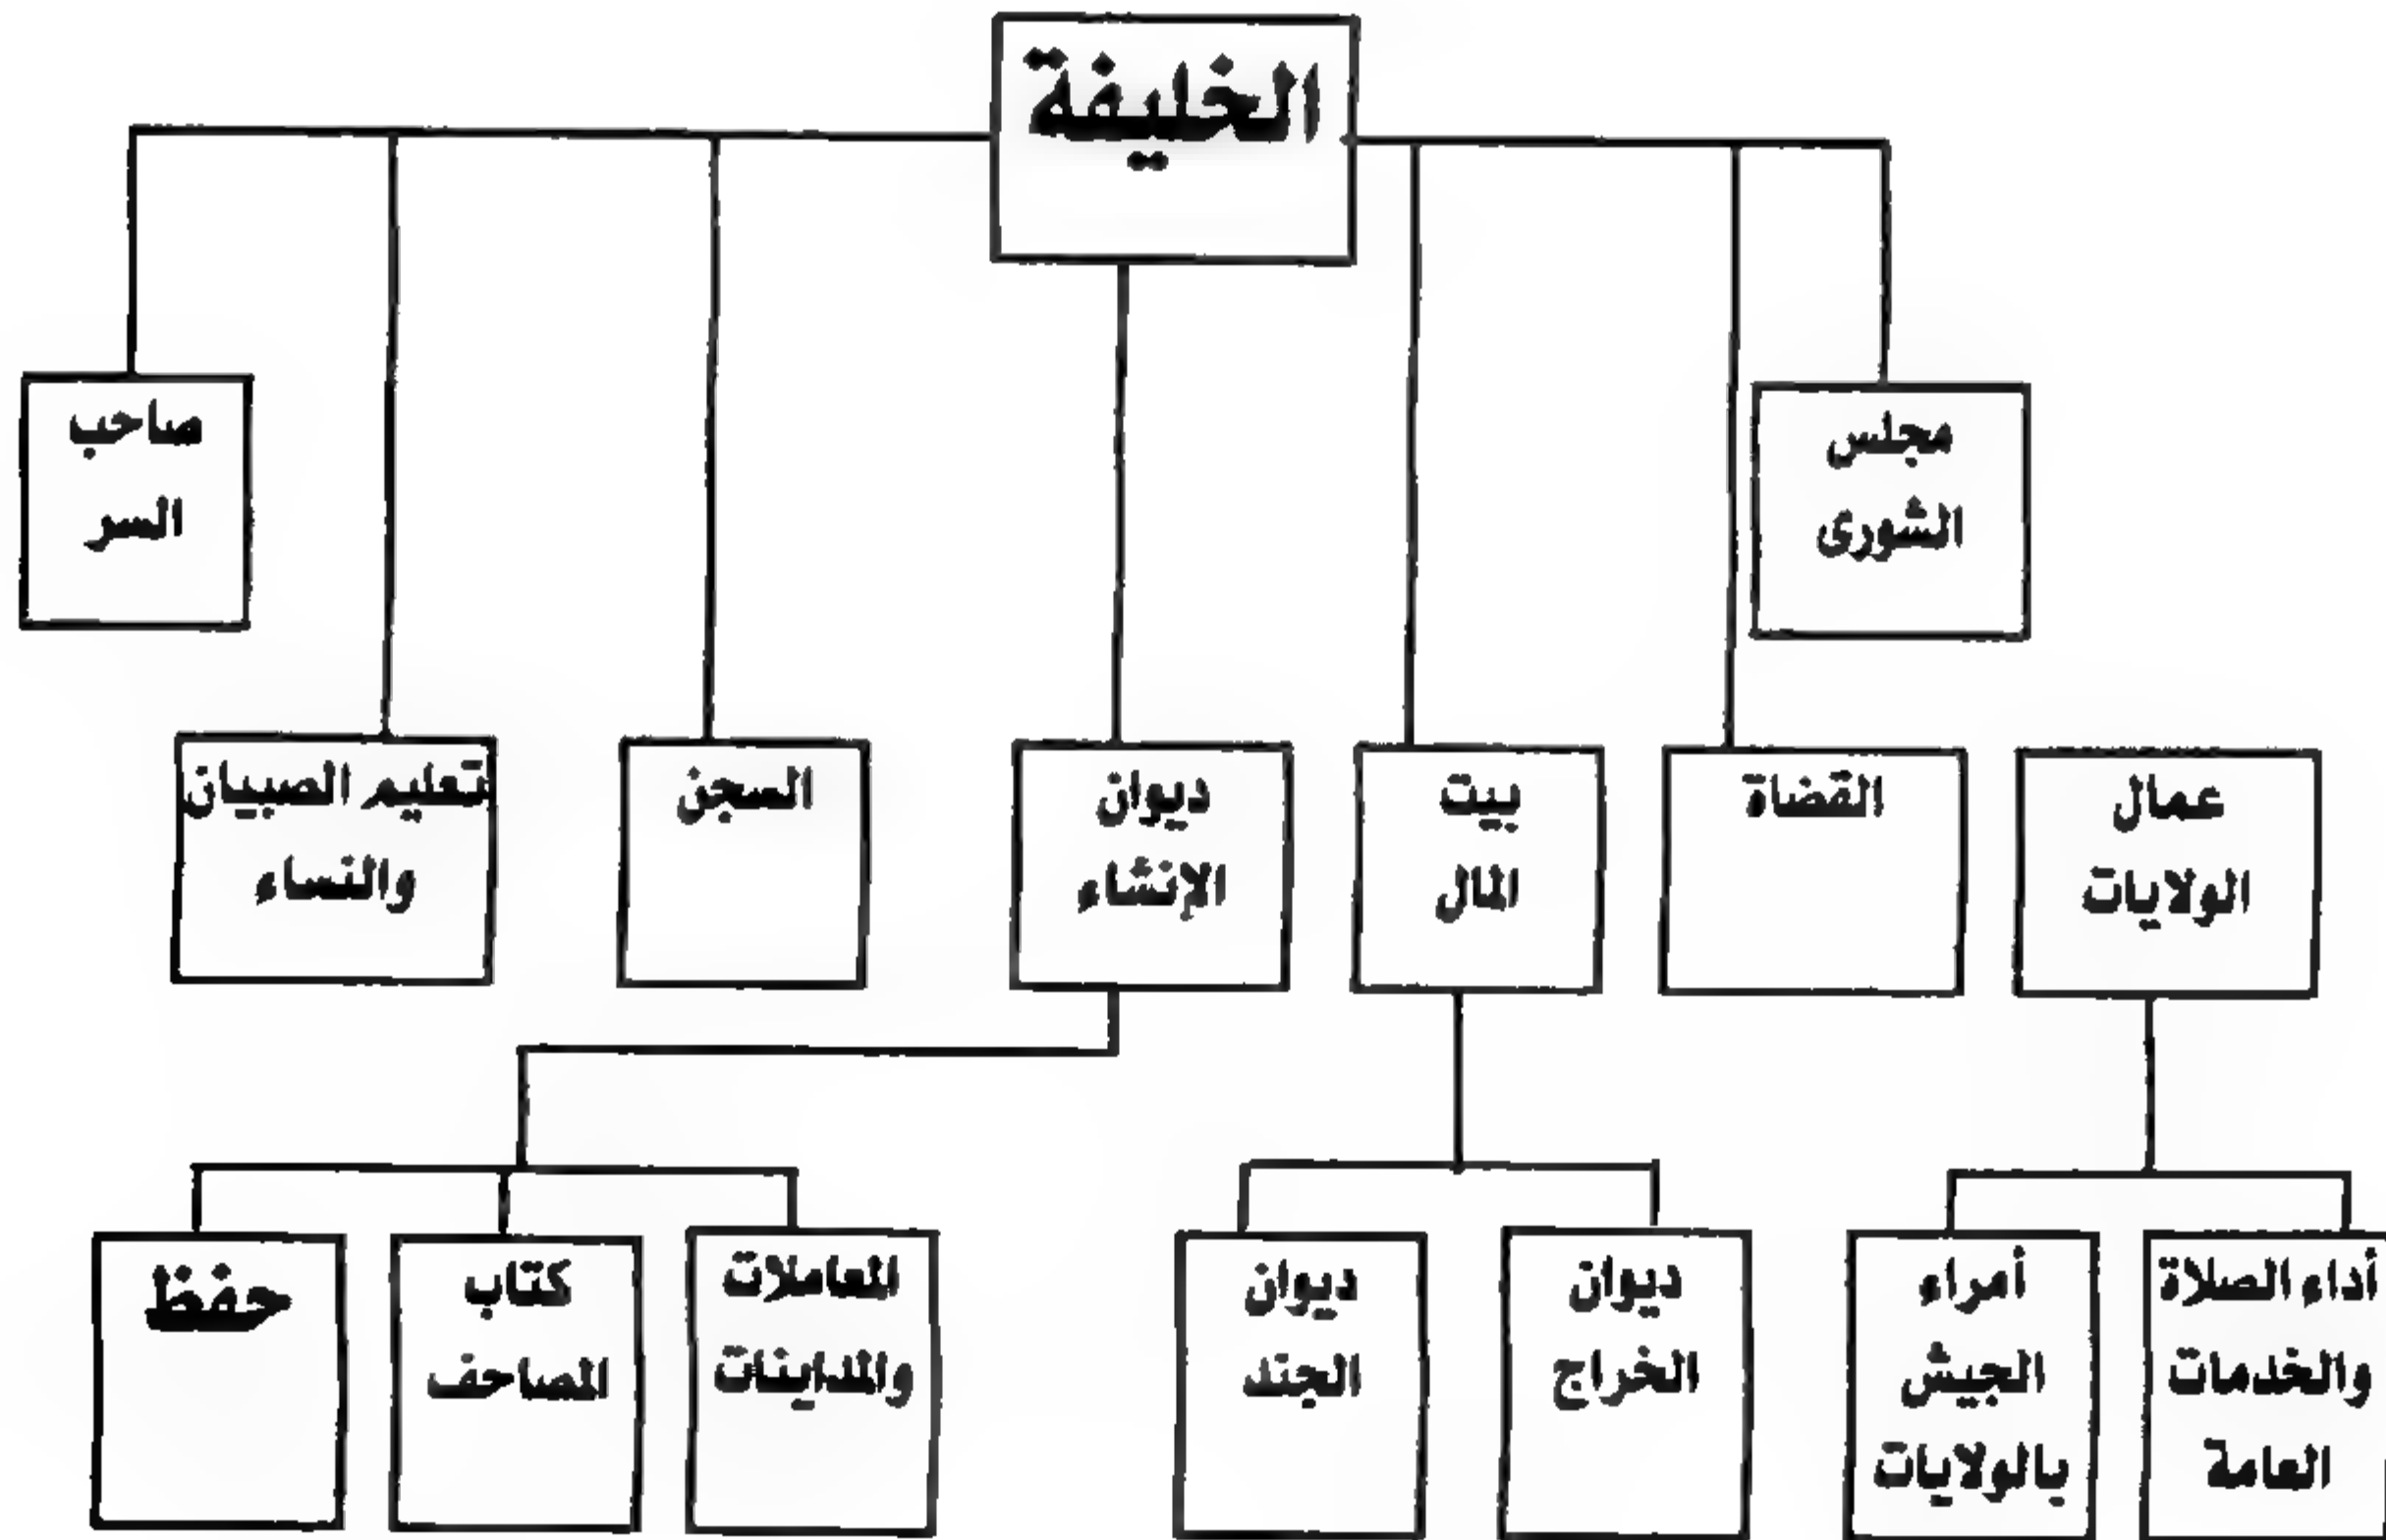 الخليفة
مجلس
الشورى
صاحب
السر
عمال
الولايات
القضاة
بيت
المال
ديوان
الإنشاء
السجن
تعليم الصبيان
والنساء
أداء الصلاة
والخدمات
العامة
أمراء
الجيش
بالولايات
ديوان
الخراج
ديوان
الجند
المعاملات
والمداينات
كتاب
المصاحف
حفظ